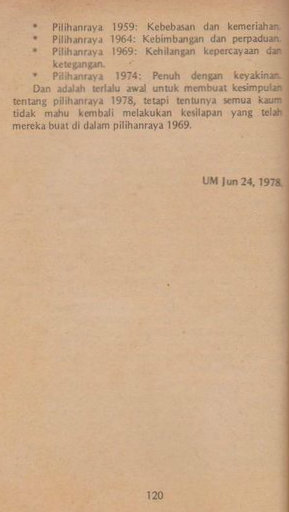 * Pilihanraya 1959: Kebebasan dan kemeriahan.
* Pilihanraya 1964: Kebimbangan dan perpaduan.
* Pilihanraya 1969: Kehilangan kepercayaan dan
ketegangan.
* Pilihanraya 1974: Penuh dengan keyakinan.
Dan adalah terlalu awal untuk membuat kesimpulan
tentang pilihanraya 1978, tetapi tentunya semua kaum
tidak mahu kembali melakukan kesilapan yang telah
mereka buat di dalam pilihanraya 1969.
UM Jun 24, 1978.
120